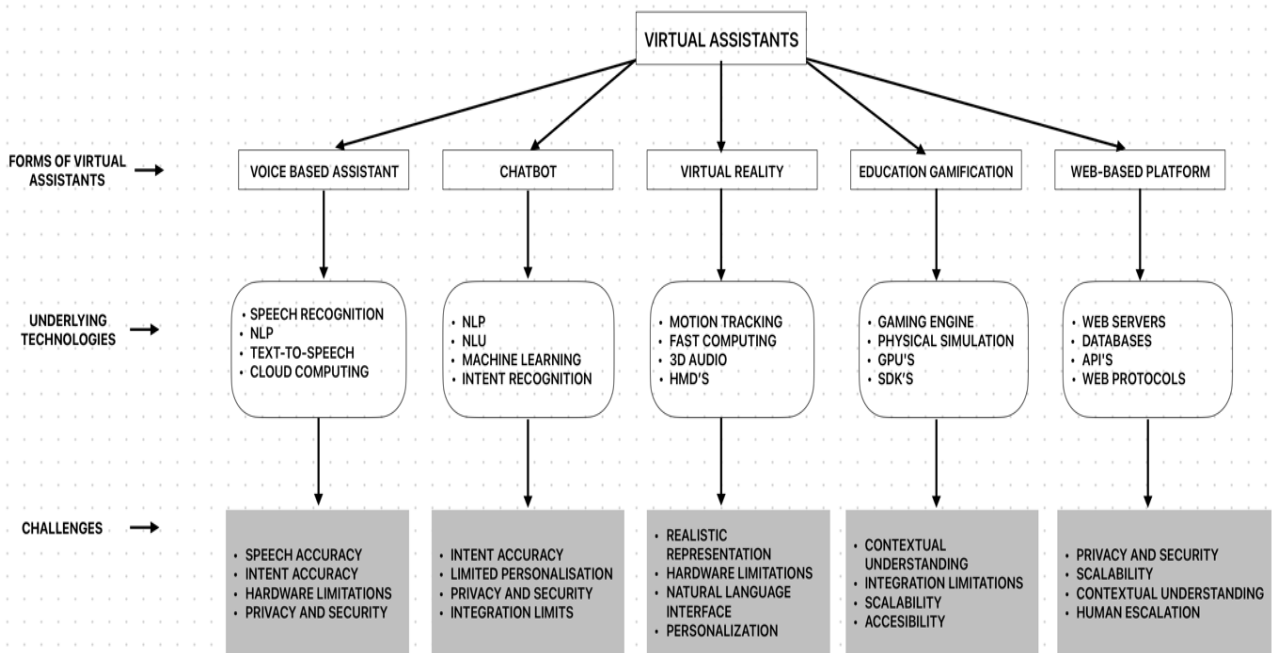 VIRTUAL ASSISTANTS
FORMS OF VIRTUAL
ASSISTANTS
VOICE BASED ASSISTANT
CHATBOT
VIRTUAL REALITY
EDUCATION GAMIFICATION
WEB-BASED PLATFORM
UNDERLYING
TECHNOLOGIES
• SPEECH RECOGNITION
• NLP
• TEXT-TO-SPEECH
• CLOUD COMPUTING
• NLP
• NLU
• MACHINE LEARNING
• INTENT RECOGNITION
• MOTION TRACKING
• FAST COMPUTING
• 3D AUDIO
• HMD'S
• GAMING ENGINE
• PHYSICAL SIMULATION
• GPU'S
• SDK'S
• WEB SERVERS
• DATABASES
• API'S
• WEB PROTOCOLS
CHALLENGES
• SPEECH ACCURACY
• INTENT ACCURACY
• HARDWARE LIMITATIONS
• PRIVACY AND SECURITY
• INTENT ACCURACY
• LIMITED PERSONALISATION
• PRIVACY AND SECURITY
• INTEGRATION LIMITS
• REALISTIC
REPRESENTATION
• HARDWARE LIMITATIONS
• NATURAL LANGUAGE
INTERFACE
• PERSONALIZATION
• CONTEXTUAL
UNDERSTANDING
• INTEGRATION LIMITATIONS
• SCALABILITY
• ACCESIBILITY
• PRIVACY AND SECURITY
• SCALABILITY
• CONTEXTUAL UNDERSTANDING
• HUMAN ESCALATION